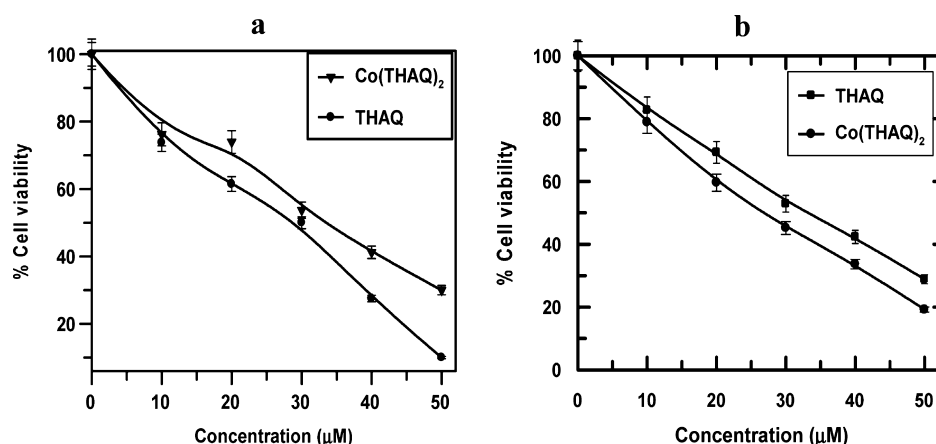 a
100
80
60
40
20
% Cell viability
Co(THAQ)₂
THAQ
0 10 20 30 40 50
Concentration (μM)
b
100
80
60
40
20
0
% Cell viability
THAQ
Co(THAQ)₂
0 10 20 30 40 50
Concentration (μM)